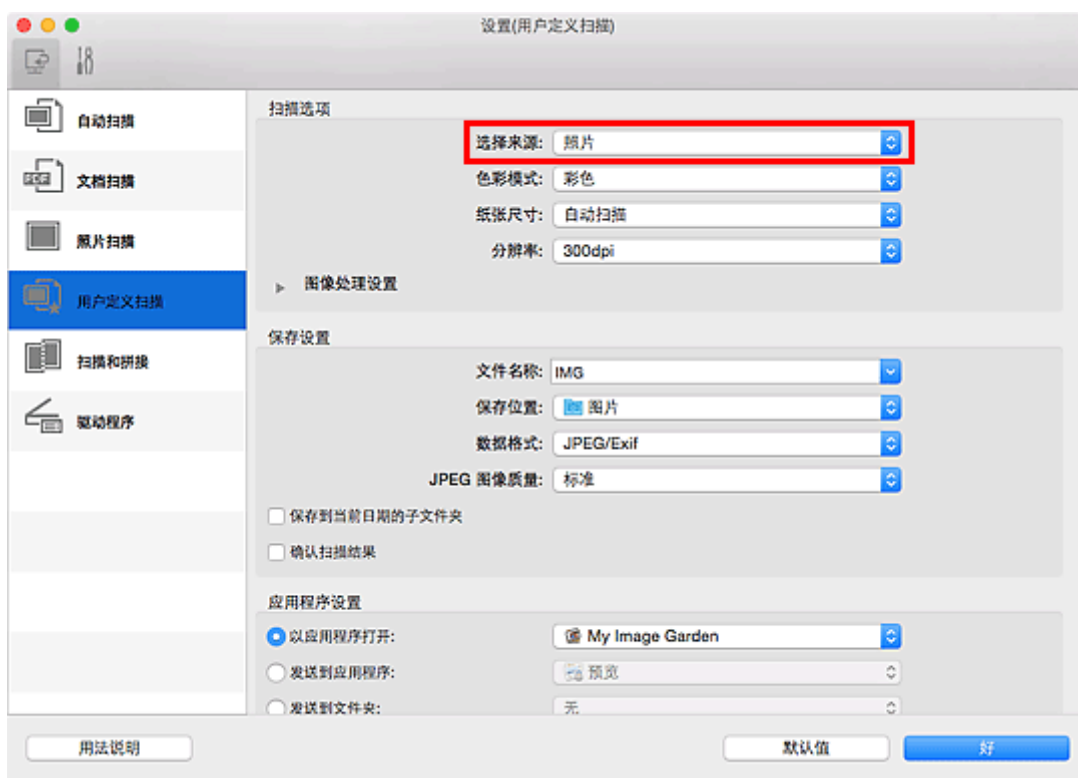 设置(用户定义扫描)
自动扫描
文档扫描
照片扫描
用户定义扫描
扫描和拼接
驱动程序
扫描选项
选择来源: 照片
色彩模式: 彩色
纸张尺寸: 自动扫描
分辨率: 300dpi
图像处理设置
保存设置
文件名称: IMG
保存位置: 图片
数据格式: JPEG/Exif
JPEG 图像质量: 标准
保存到当前日期的子文件夹
确认扫描结果
应用程序设置
以应用程序打开: My Image Garden
发送到应用程序: 预览
发送到文件夹: 无
用法说明
默认值
好